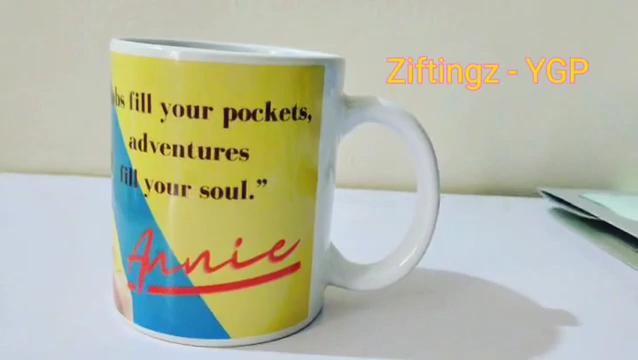 Ziftingz - YGP
fill your pockets,
adventures
fill your soul.”
Annie